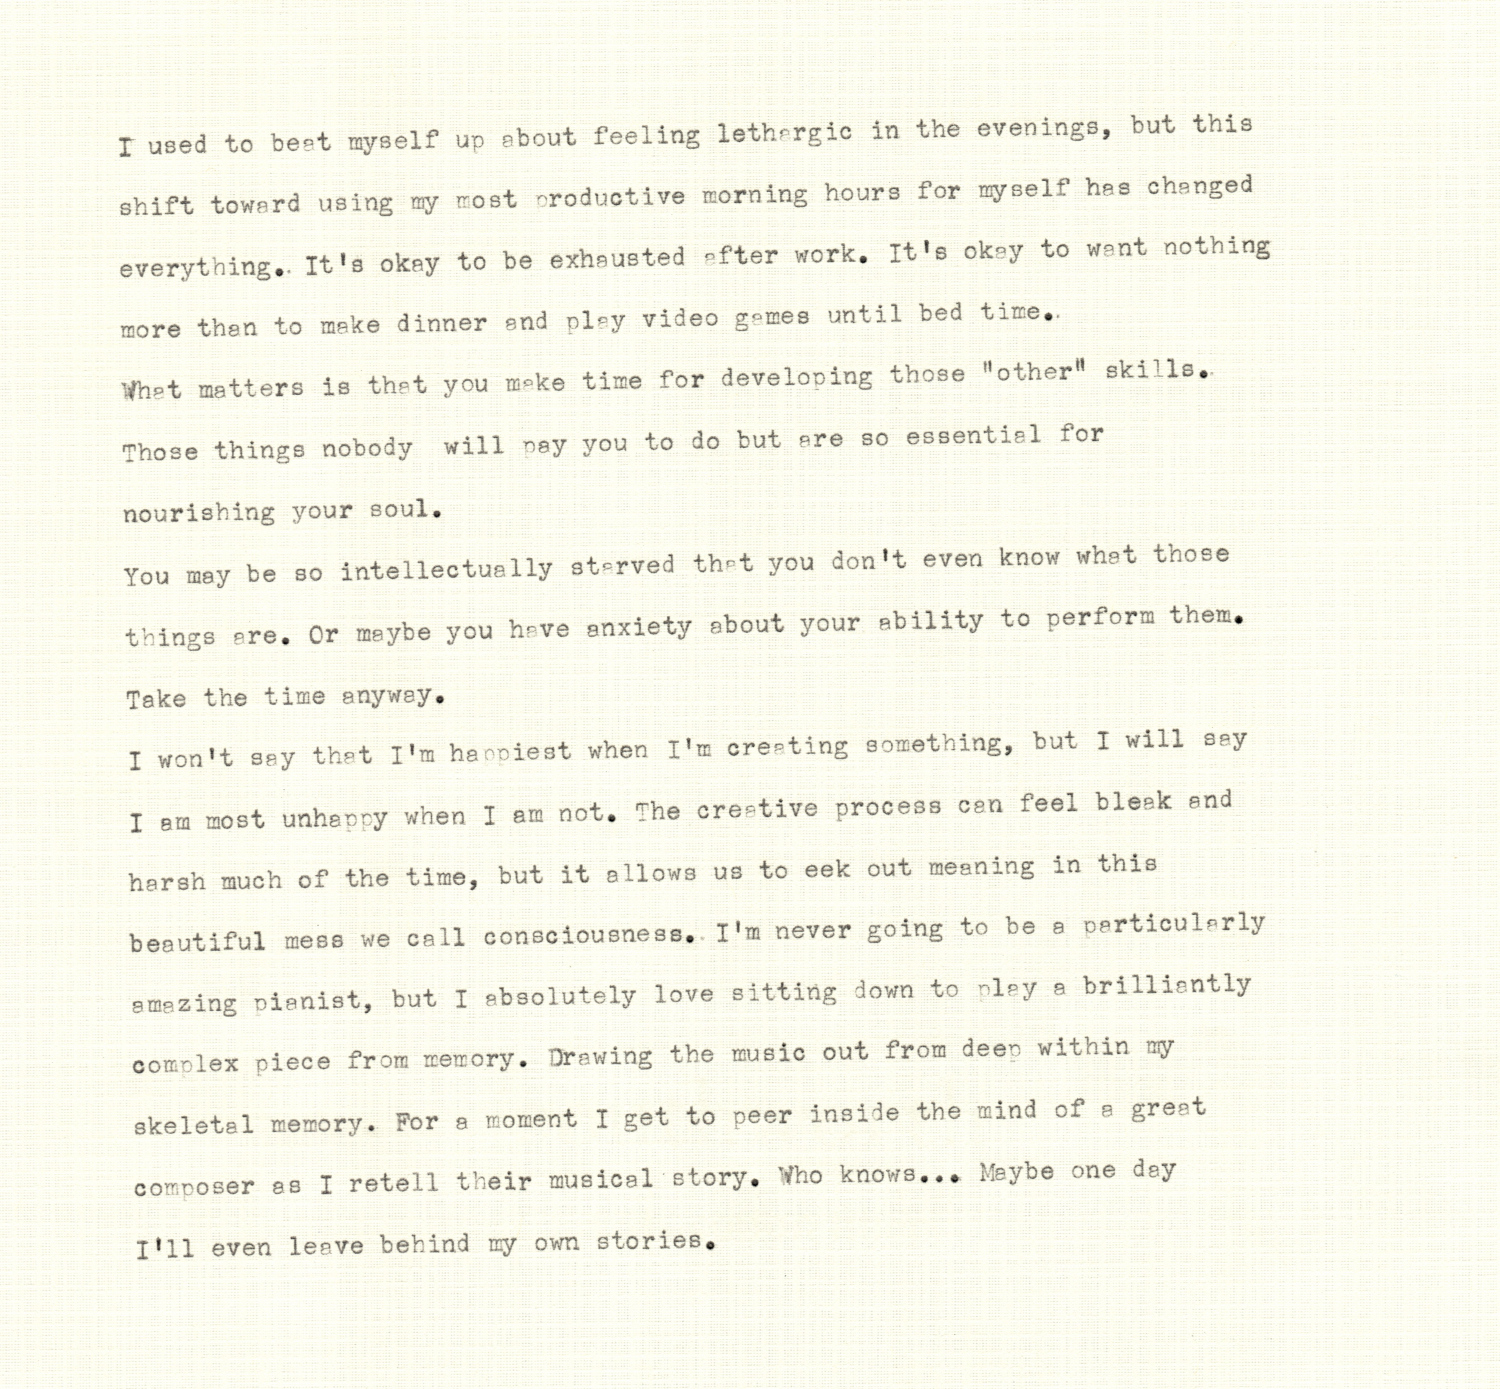 I used to beat myself up about feeling lethargic in the evenings, but this
shift toward using my most productive morning hours for myself has changed
everything.. It's okay to be exhausted after work. It's okay to want nothing
more than to make dinner and play video games until bed time..
What matters is that you make time for developing those "other" skills..
Those things nobody  will pay you to do but are so essential for
nourishing your soul.
You may be so intellectually starved that you don't even know what those
things are. Or maybe you have anxiety about your ability to perform them.
Take the time anyway.
I won't say that I'm happiest when I'm creating something, but I will say
I am most unhappy when I am not. The creative process can feel bleak and
harsh much of the time, but it allows us to eek out meaning in this
beautiful mess we call consciousness.. I'm never going to be a particularly
amazing pianist, but I absolutely love sitting down to play a brilliantly
complex piece from memory. Drawing the music out from deep within my
skeletal memory. For a moment I get to peer inside the mind of a great
composer as I retell their musical story. Who knows... Maybe one day
I'll even leave behind my own stories.